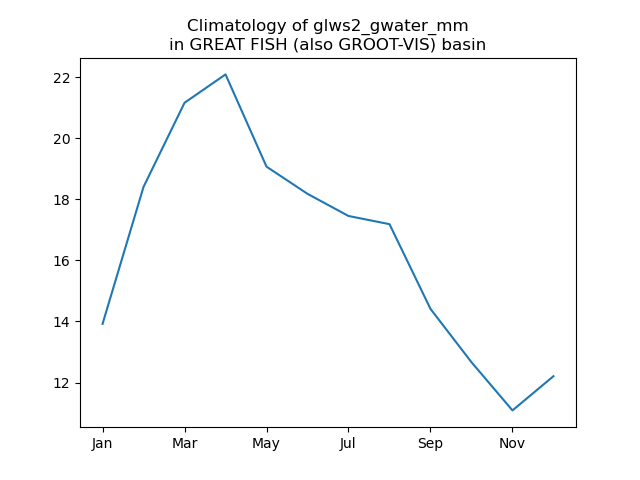 Climatology of glws2_gwater_mm
in GREAT FISH (also GROOT-VIS) basin
22
20
18
16
14
12
Jan Mar May Jul Sep Nov